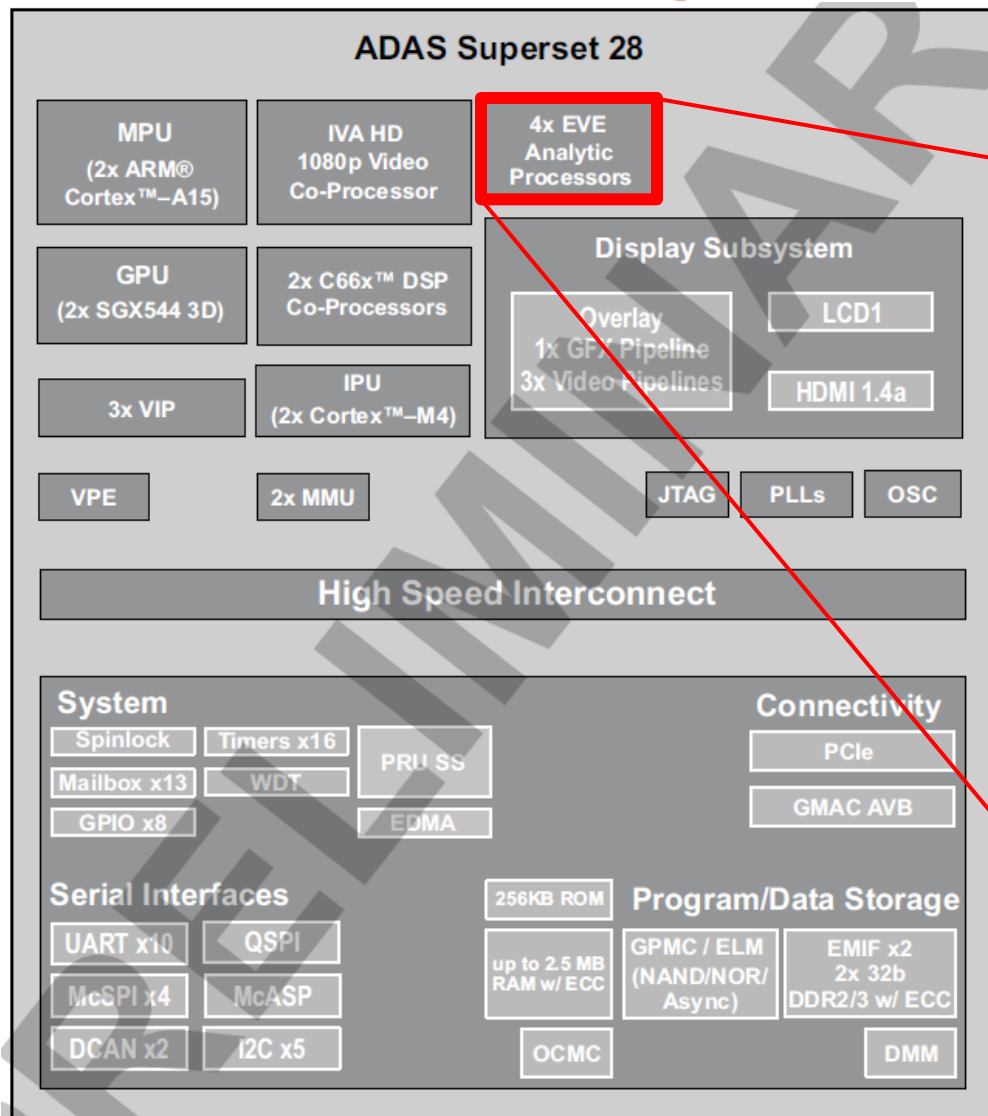 ADAS Superset 28
MPU
(2x ARM®
Cortex™–A15)
IVA HD
1080p Video
Co-Processor
4x EVE
Analytic
Processors
GPU
(2x SGX544 3D)
2x C66x™ DSP
Co-Processors
Display Subsystem
Overlay
1x GFX Pipeline
3x Video Pipelines
LCD1
HDMI 1.4a
3x VIP
IPU
(2x Cortex™–M4)
VPE
2x MMU
JTAG
PLLs
OSC
High Speed Interconnect
System
Spinlock
Timers x16
PRU SS
Mailbox x13
WDT
GPIO x8
EDMA
Connectivity
PCIe
GMAC AVB
Serial Interfaces
UART x10
QSPI
McSPI x4
McASP
DCAN x2
I2C x5
256KB ROM
Program/Data Storage
up to 2.5 MB
RAM w/ ECC
GPMC / ELM
(NAND/NOR/
Async)
EMIF x2
2x 32b
DDR2/3 w/ ECC
OCMC
DMM